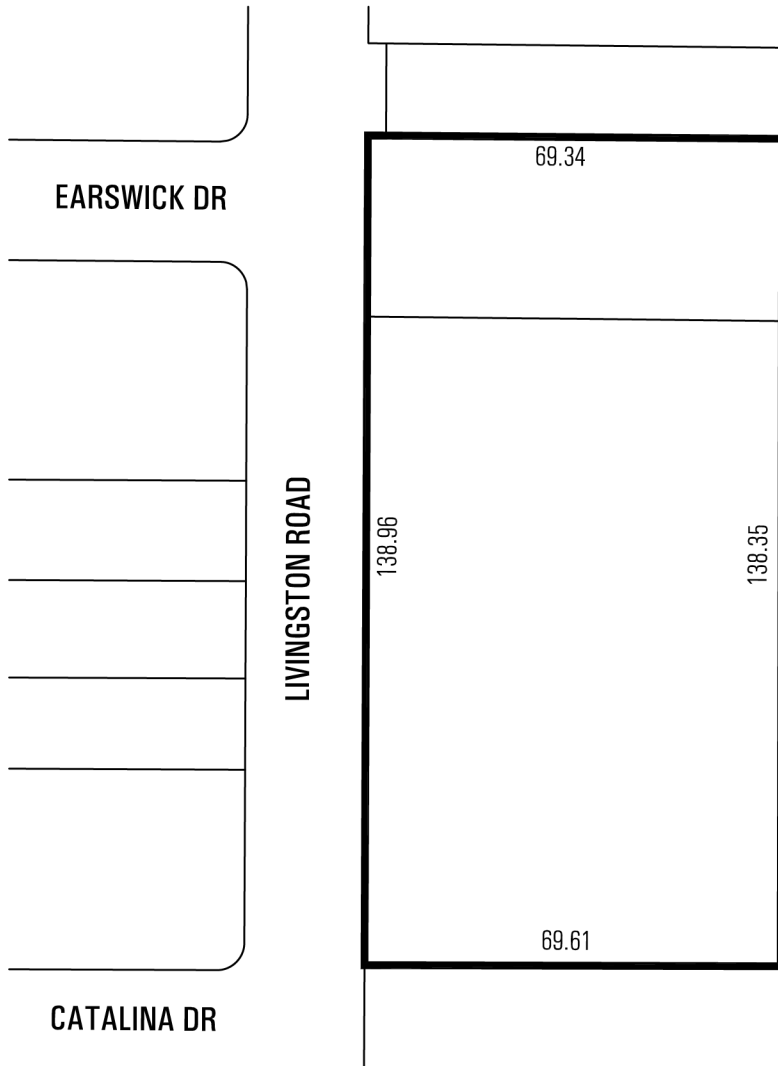 69.34
EARSWICK DR
LIVINGSTON ROAD
138.96
138.35
69.61
CATALINA DR